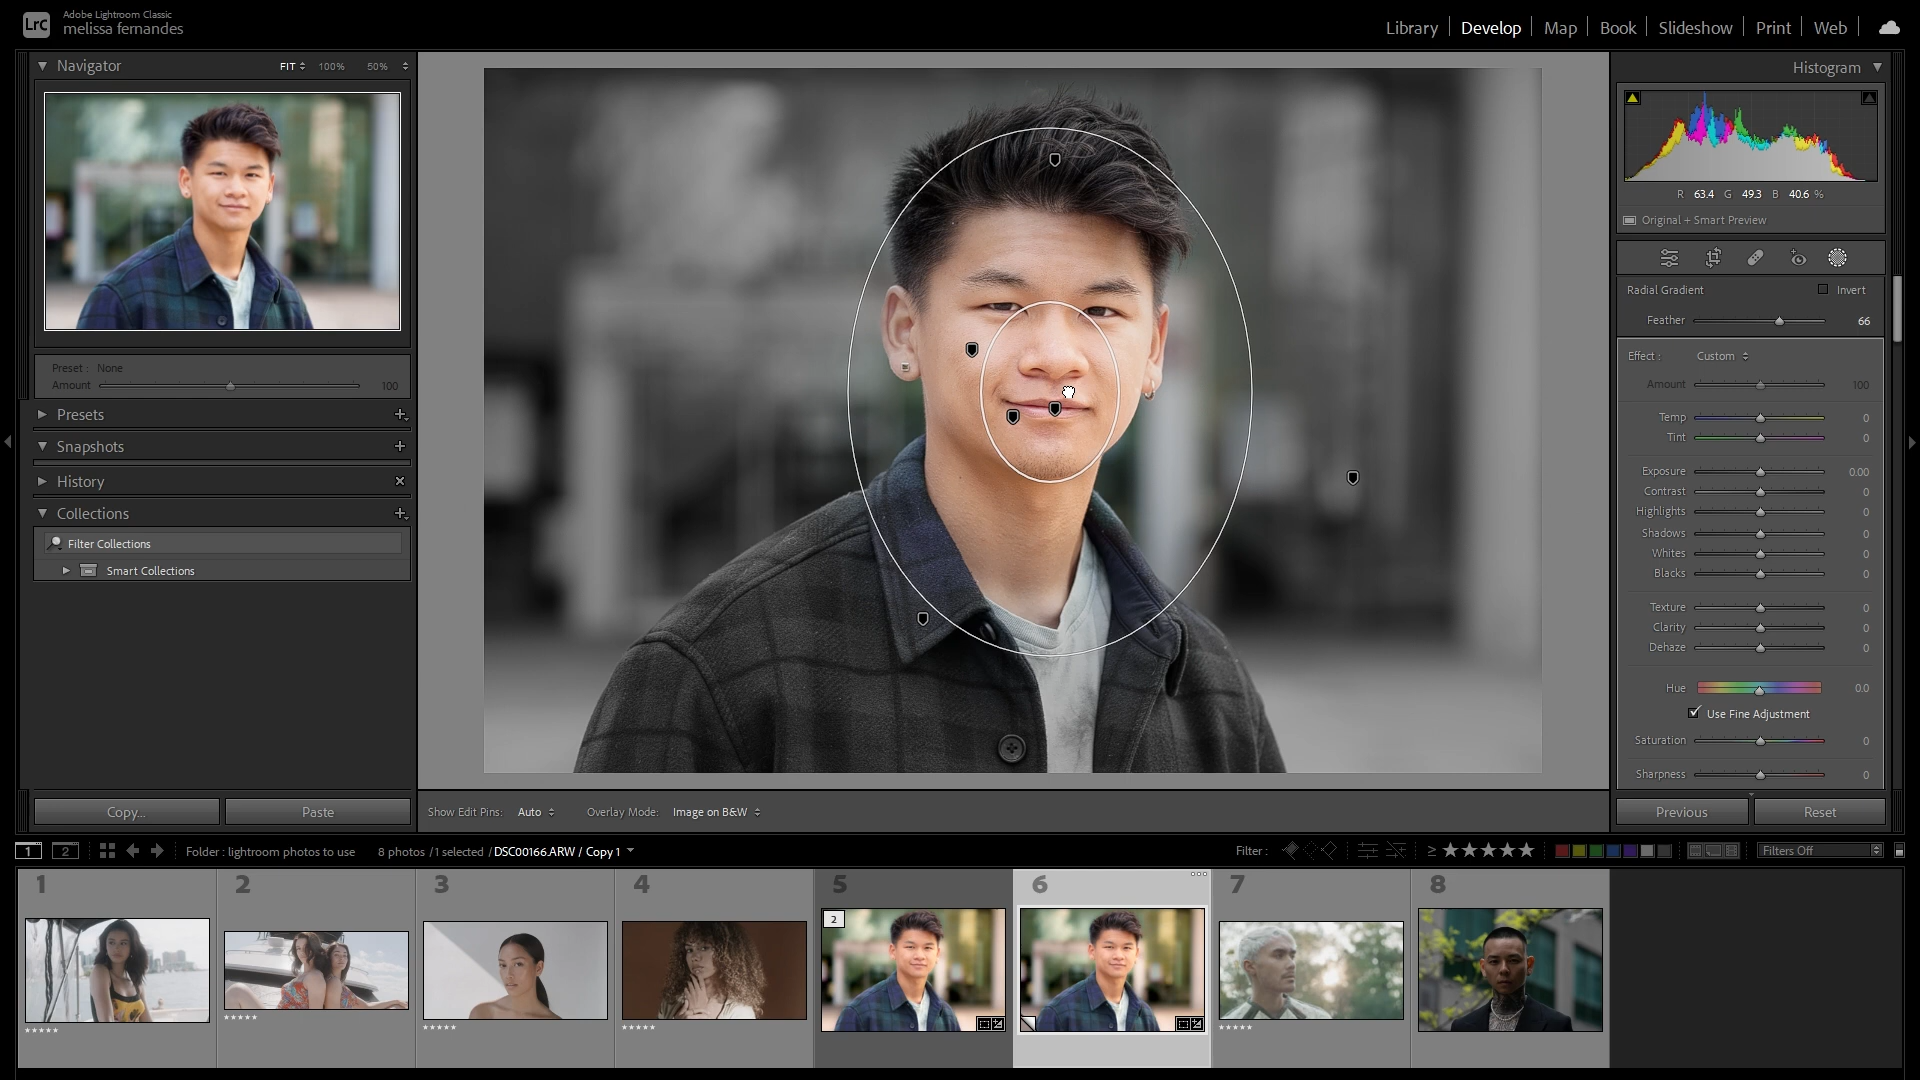 LrC
Adobe Lightroom Classic
melissa fernandes
Library
Develop
Map
Book
Slideshow
Print
Web
Navigator
FIT
100%
50%
Preset : None
Amount 100
Presets
Snapshots
History
Collections
Filter Collections
Smart Collections
Copy...
Paste
Show Edit Pins: Auto
Overlay Mode: Image on B&W
Histogram
R 63.4 G 49.3 B 40.6 %
Original + Smart Preview
Radial Gradient
Invert
Feather 66
Effect : Custom
Amount 100
Temp 0
Tint 0
Exposure 0.00
Contrast 0
Highlights 0
Shadows 0
Whites 0
Blacks 0
Texture 0
Clarity 0
Dehaze 0
Hue 0.0
Use Fine Adjustment
Saturation 0
Sharpness 0
Previous
Reset
1
2
Folder : lightroom photos to use
8 photos / 1 selected / DSC00166.ARW / Copy 1
Filter :
≥ ★★★★★
Filters Off
1
2
3
4
5
6
7
8
2